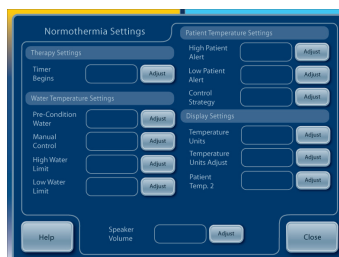 Normothermia Settings
Therapy Settings
Timer
Begins
Adjust
Water Temperature Settings
Pre-Condition
Water
Adjust
Manual
Control
Adjust
High Water
Limit
Adjust
Low Water
Limit
Adjust
Patient Temperature Settings
High Patient
Alert
Adjust
Low Patient
Alert
Adjust
Control
Strategy
Adjust
Display Settings
Temperature
Units
Adjust
Temperature
Units Adjust
Adjust
Patient
Temp. 2
Adjust
Help
Speaker
Volume
Adjust
Close